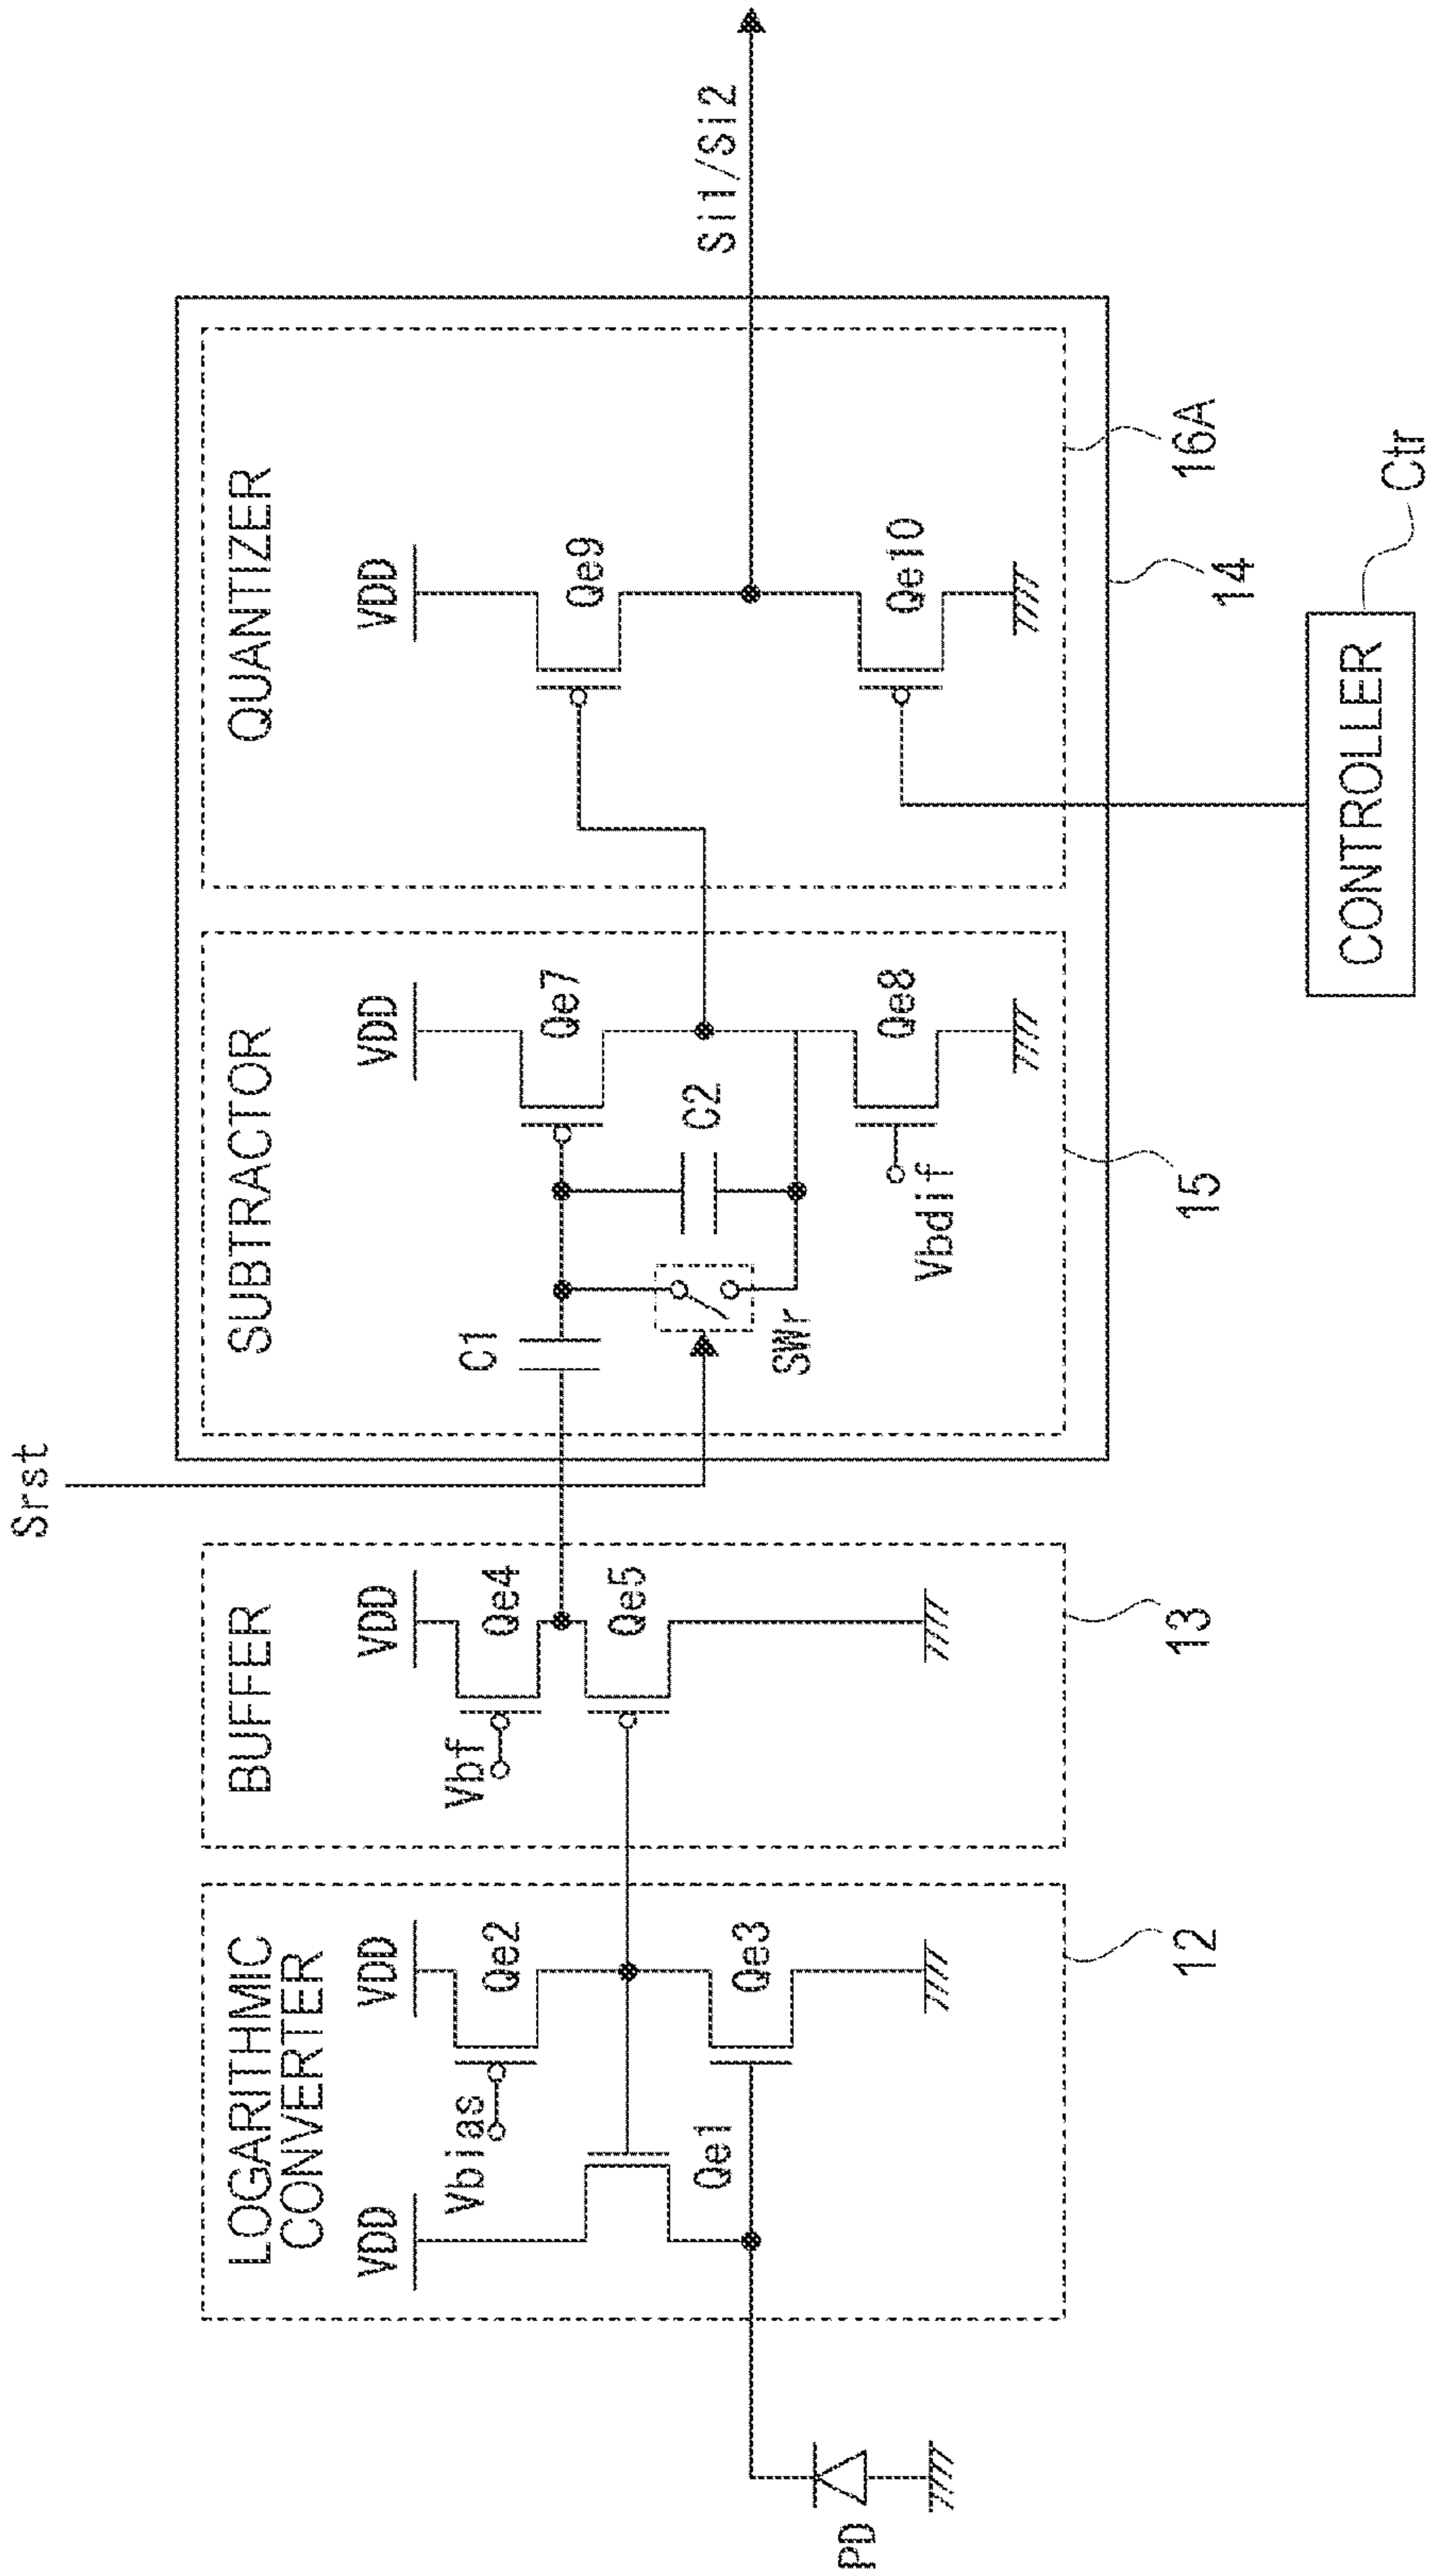 Srst
LOGARITHMIC
CONVERTER
VDD
VDD
Vbias
Qe2
Qe1
Qe3
PD
12
BUFFER
VDD
Vbf
Qe4
Qe5
13
SUBTRACTOR
VDD
C1
Qe7
C2
SWr
Qe8
Vbdif
15
QUANTIZER
VDD
Qe9
Qe10
16A
14
Si1/Si2
CONTROLLER
Ctr